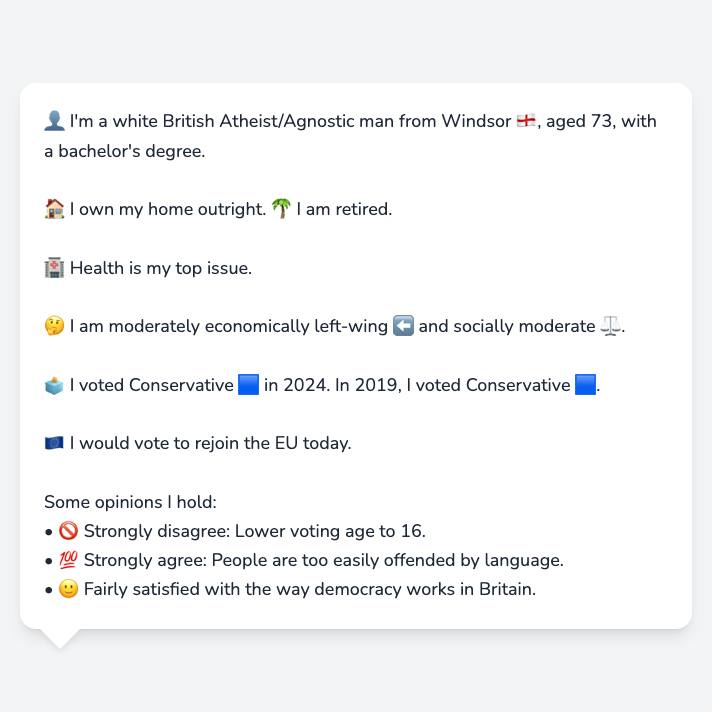 👤 I'm a white British Atheist/Agnostic man from Windsor 🏴󠁧󠁢󠁥󠁮󠁧󠁿, aged 73, with
a bachelor's degree.
🏠 I own my home outright. 🌴 I am retired.
🏥 Health is my top issue.
🤔 I am moderately economically left-wing ⬅️ and socially moderate ⚖️.
🗳️ I voted Conservative 🟦 in 2024. In 2019, I voted Conservative 🟦.
🇪🇺 I would vote to rejoin the EU today.
Some opinions I hold:
• 🚫 Strongly disagree: Lower voting age to 16.
• 💯 Strongly agree: People are too easily offended by language.
• 🙂 Fairly satisfied with the way democracy works in Britain.